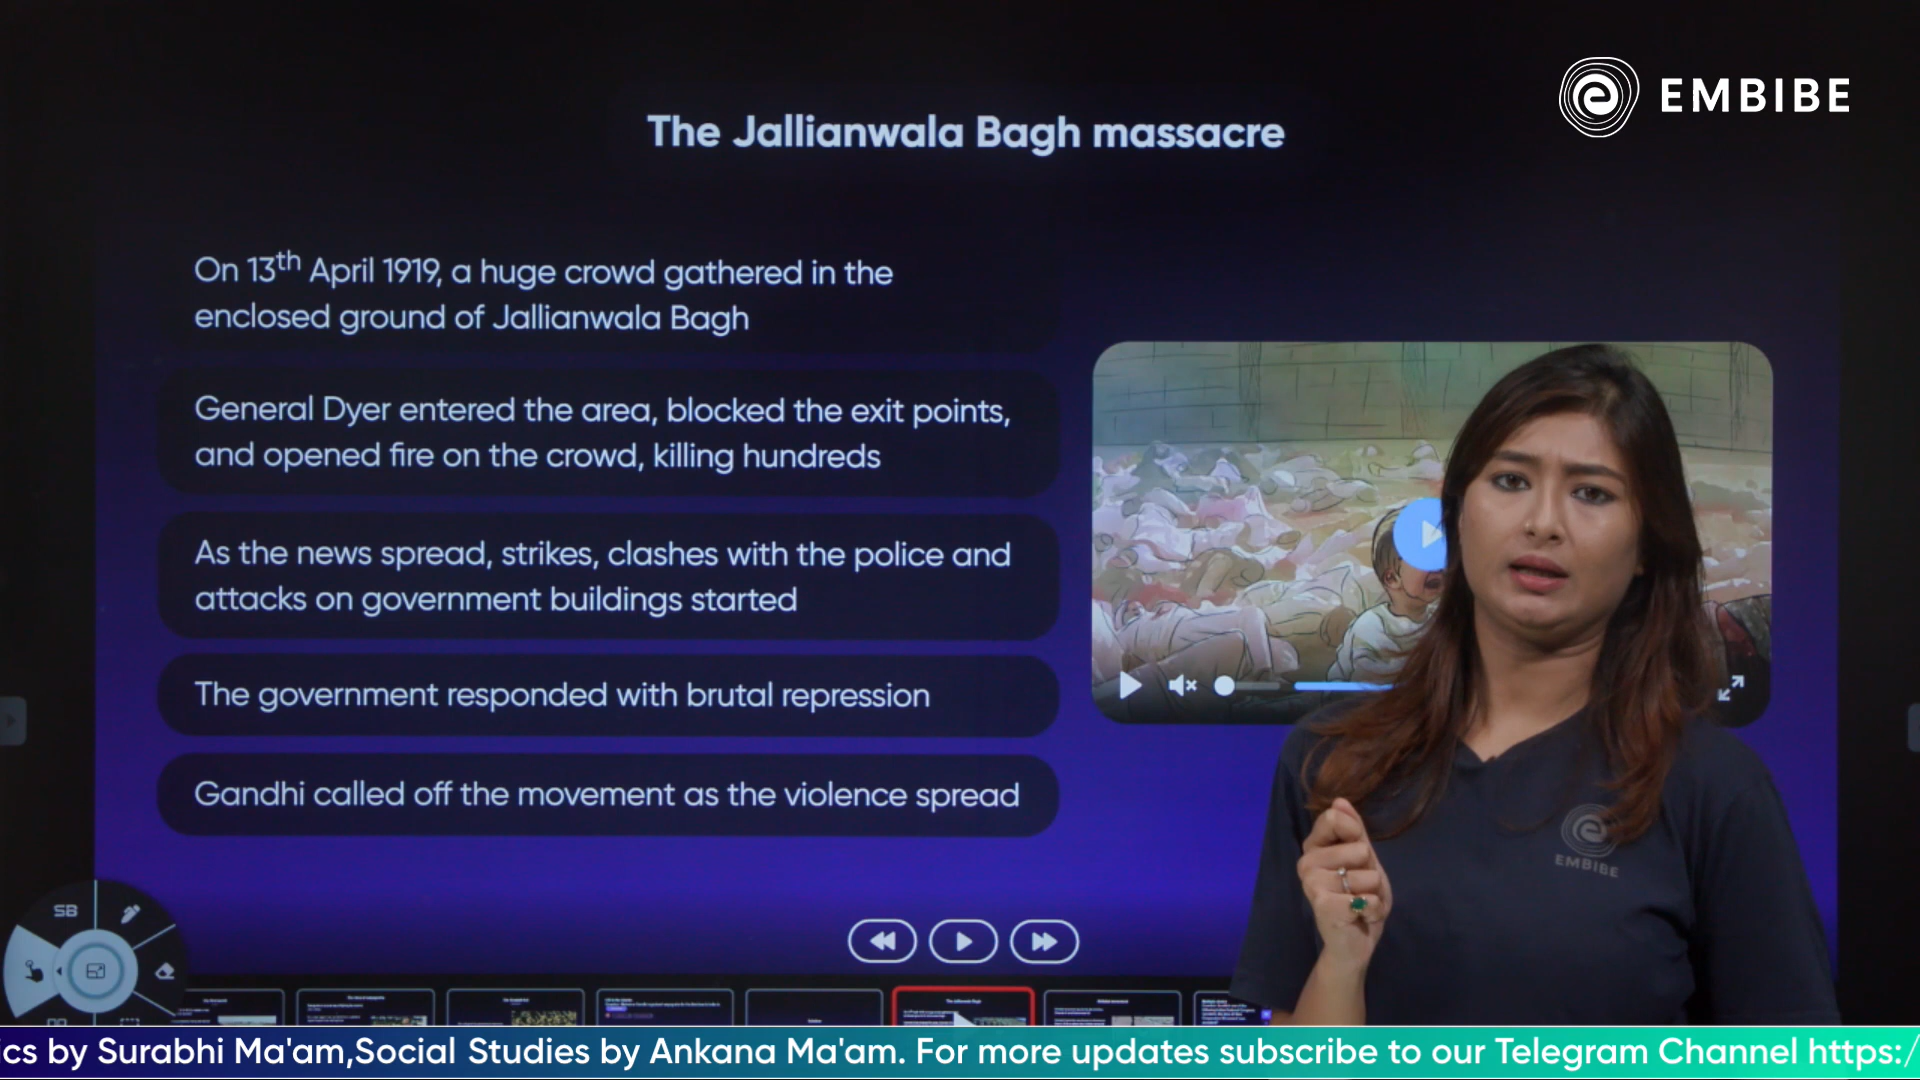 EMBIBE
The Jallianwala Bagh massacre
On 13th April 1919, a huge crowd gathered in the
enclosed ground of Jallianwala Bagh
General Dyer entered the area, blocked the exit points,
and opened fire on the crowd, killing hundreds
As the news spread, strikes, clashes with the police and
attacks on government buildings started
The government responded with brutal repression
Gandhi called off the movement as the violence spread
EMBIBE
SB
ics by Surabhi Ma'am,Social Studies by Ankana Ma'am. For more updates subscribe to our Telegram Channel https:/